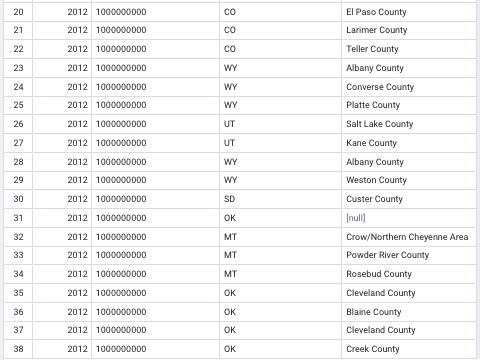 20 2012 1000000000 CO El Paso County
21 2012 1000000000 CO Larimer County
22 2012 1000000000 CO Teller County
23 2012 1000000000 WY Albany County
24 2012 1000000000 WY Converse County
25 2012 1000000000 WY Platte County
26 2012 1000000000 UT Salt Lake County
27 2012 1000000000 UT Kane County
28 2012 1000000000 WY Albany County
29 2012 1000000000 WY Weston County
30 2012 1000000000 SD Custer County
31 2012 1000000000 OK [null]
32 2012 1000000000 MT Crow/Northern Cheyenne Area
33 2012 1000000000 MT Powder River County
34 2012 1000000000 MT Rosebud County
35 2012 1000000000 OK Cleveland County
36 2012 1000000000 OK Blaine County
37 2012 1000000000 OK Cleveland County
38 2012 1000000000 OK Creek County